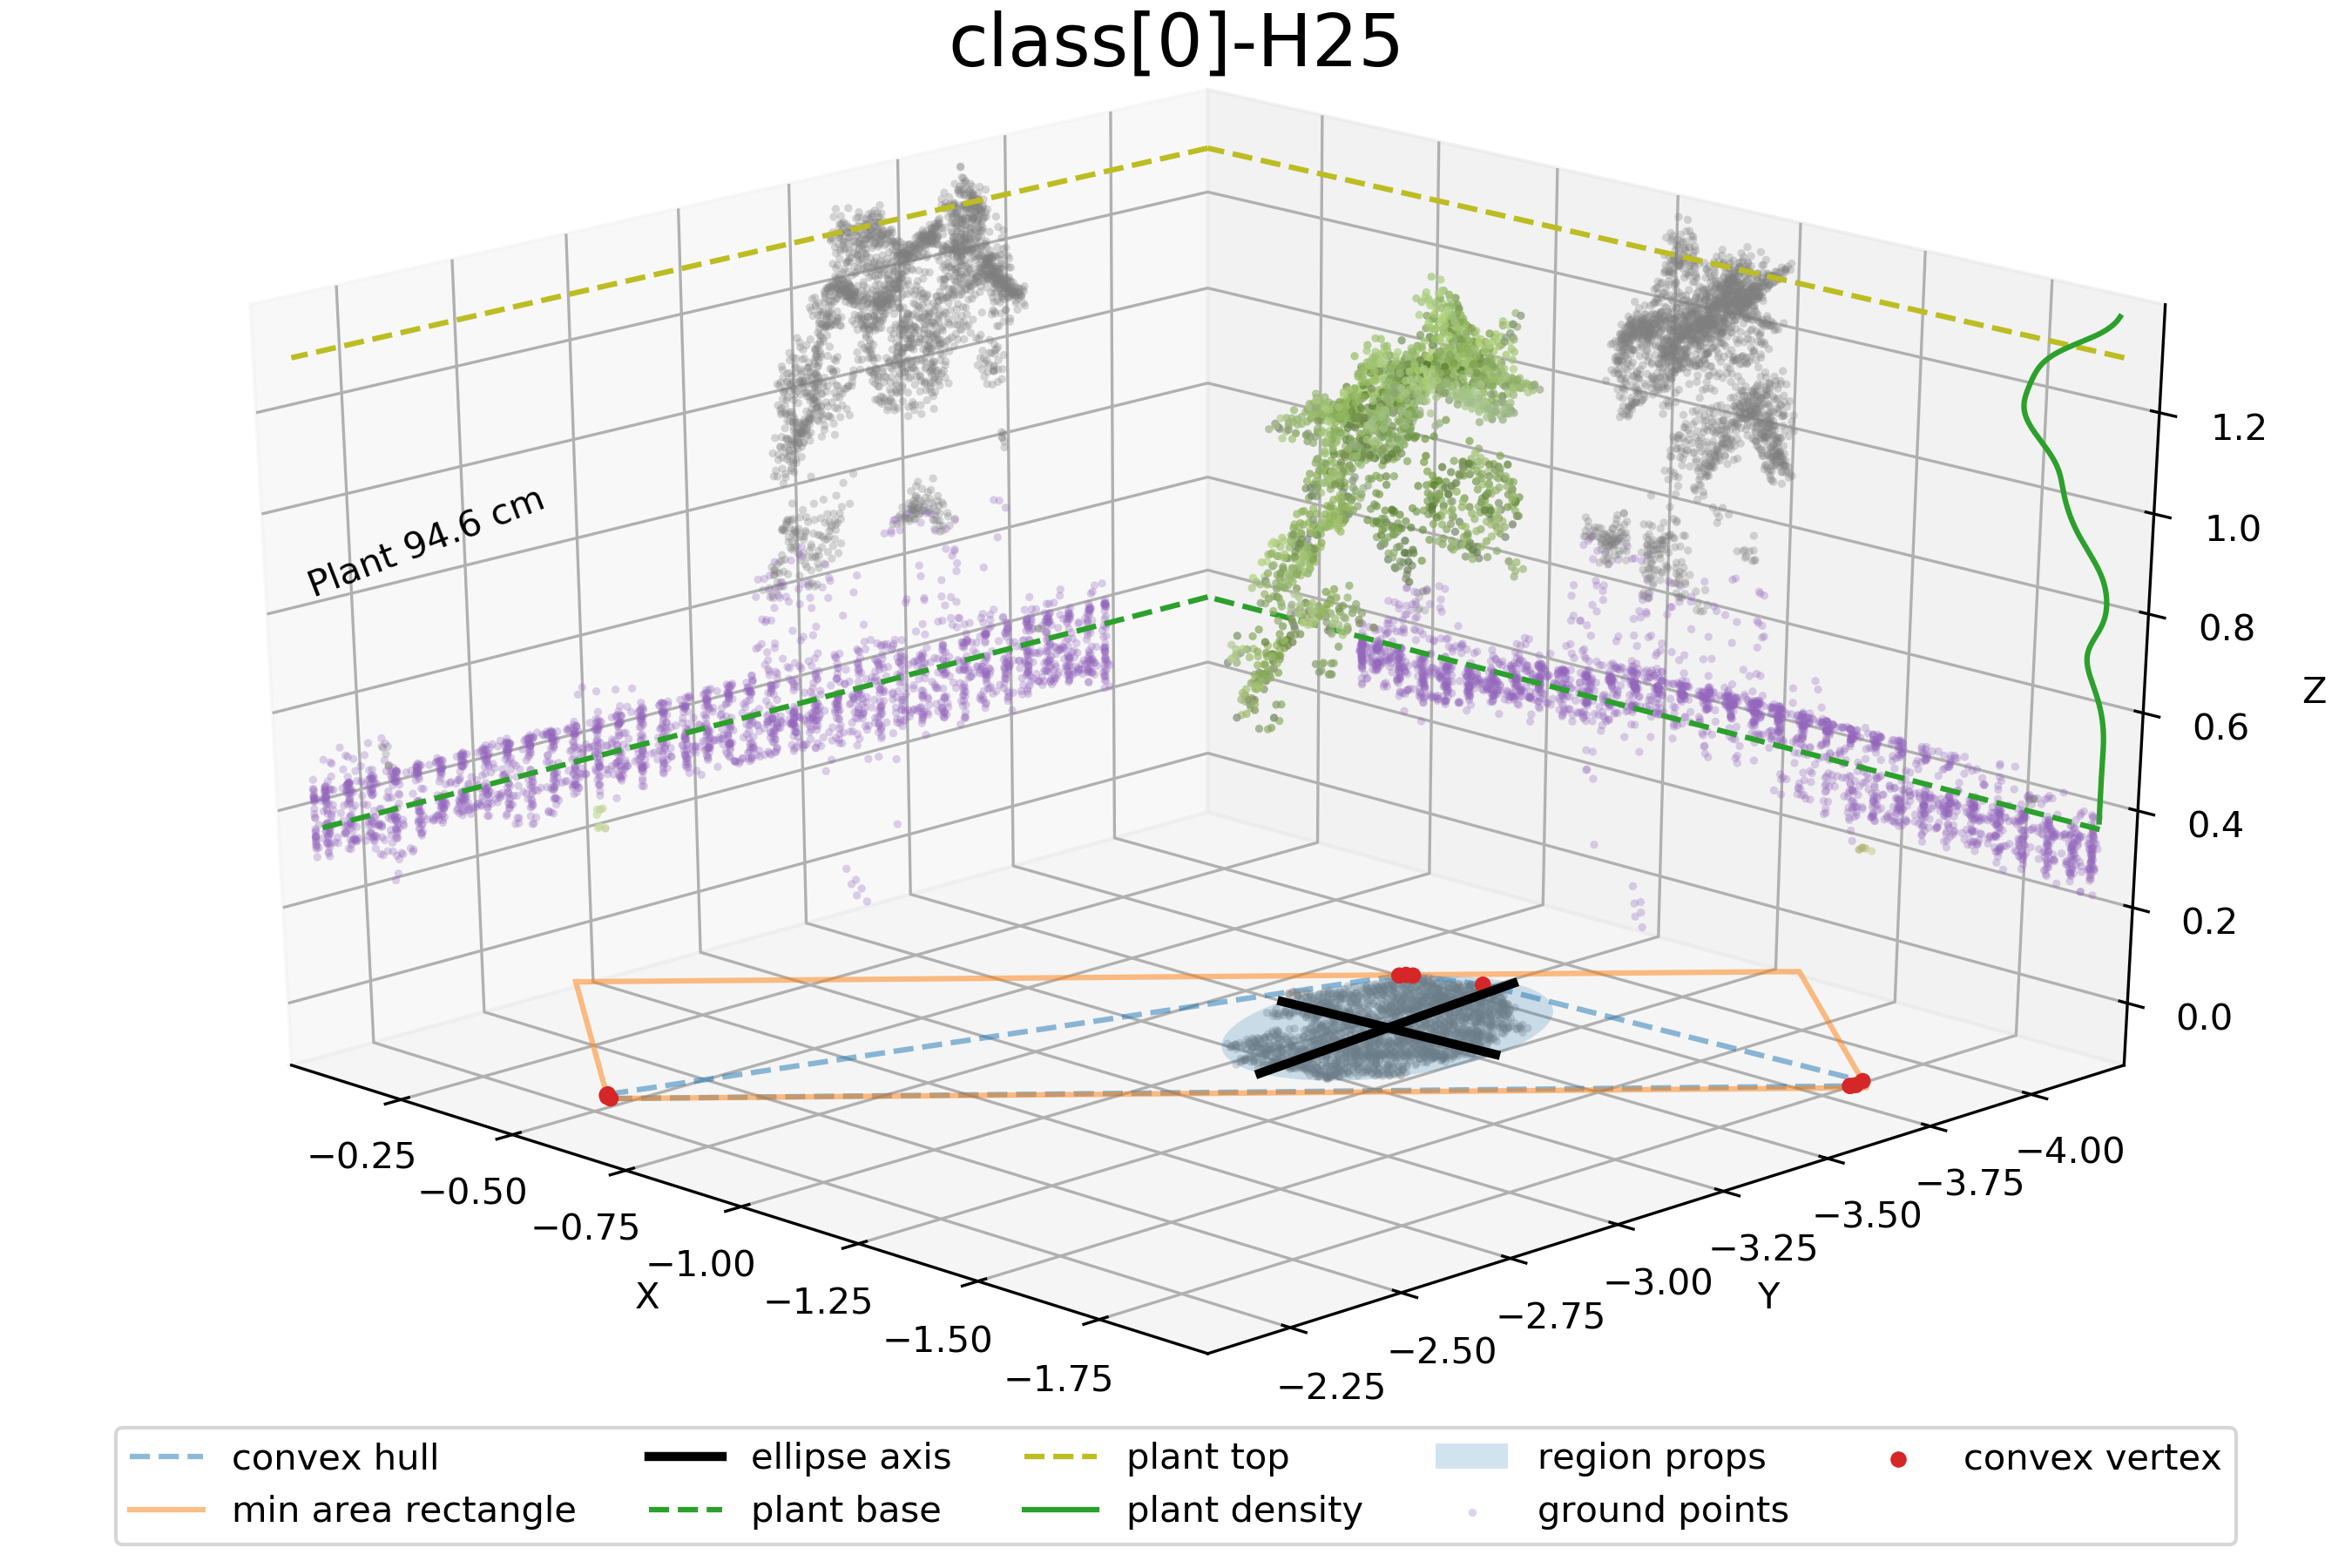 class[0]-H25
Plant 94.6 cm
1.2
1.0
0.8
0.6
0.4
0.2
0.0
Z
−0.25
−0.50
−0.75
−1.00
−1.25
−1.50
−1.75
X
−4.00
−3.75
−3.50
−3.25
−3.00
−2.75
−2.50
−2.25
Y
convex hull
min area rectangle
ellipse axis
plant base
plant top
plant density
region props
ground points
convex vertex